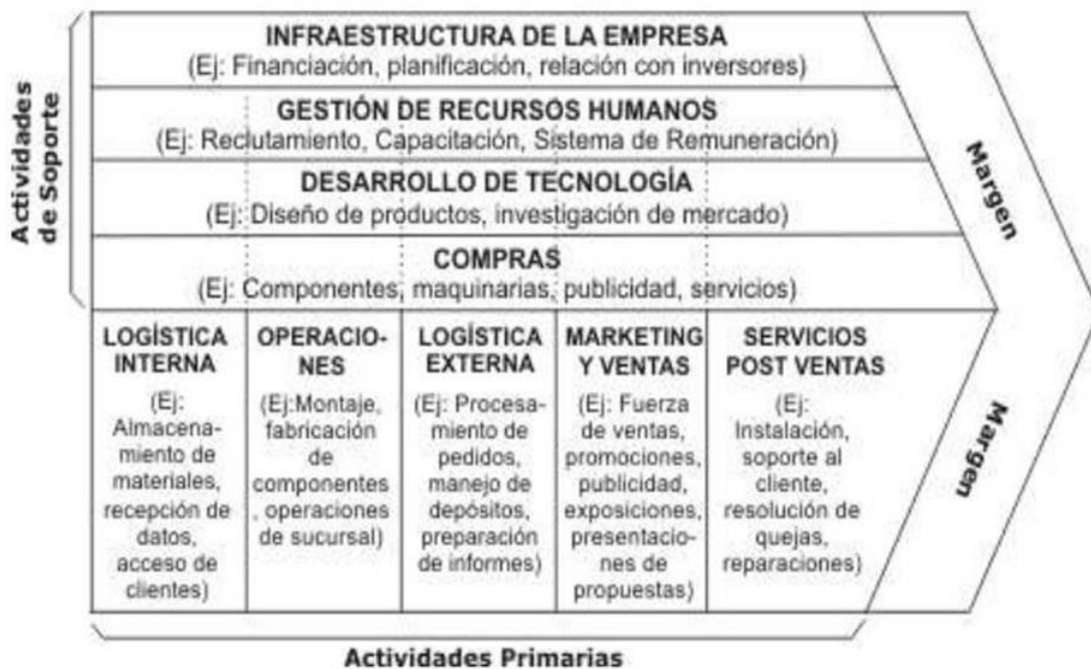 Actividades
de Soporte
INFRAESTRUCTURA DE LA EMPRESA
(Ej: Financiación, planificación, relación con inversores)
GESTIÓN DE RECURSOS HUMANOS
(Ej: Reclutamiento, Capacitación, Sistema de Remuneración)
DESARROLLO DE TECNOLOGÍA
(Ej: Diseño de productos, investigación de mercado)
COMPRAS
(Ej: Componentes, maquinarias, publicidad, servicios)
Margen
LOGÍSTICA
INTERNA
(Ej:
Almacena-
miento de
materiales,
recepción de
datos,
acceso de
clientes)
OPERACIO-
NES
(Ej:Montaje,
fabricación
de
componentes
, operaciones
de sucursal)
LOGÍSTICA
EXTERNA
(Ej: Procesa-
miento de
pedidos,
manejo de
depósitos,
preparación
de informes)
MARKETING
Y VENTAS
(Ej: Fuerza
de ventas,
promociones,
publicidad,
exposiciones,
presentacio-
nes de
propuestas)
SERVICIOS
POST VENTAS
(Ej:
Instalación,
soporte al
cliente,
resolución de
quejas,
reparaciones)
Margen
Actividades Primarias